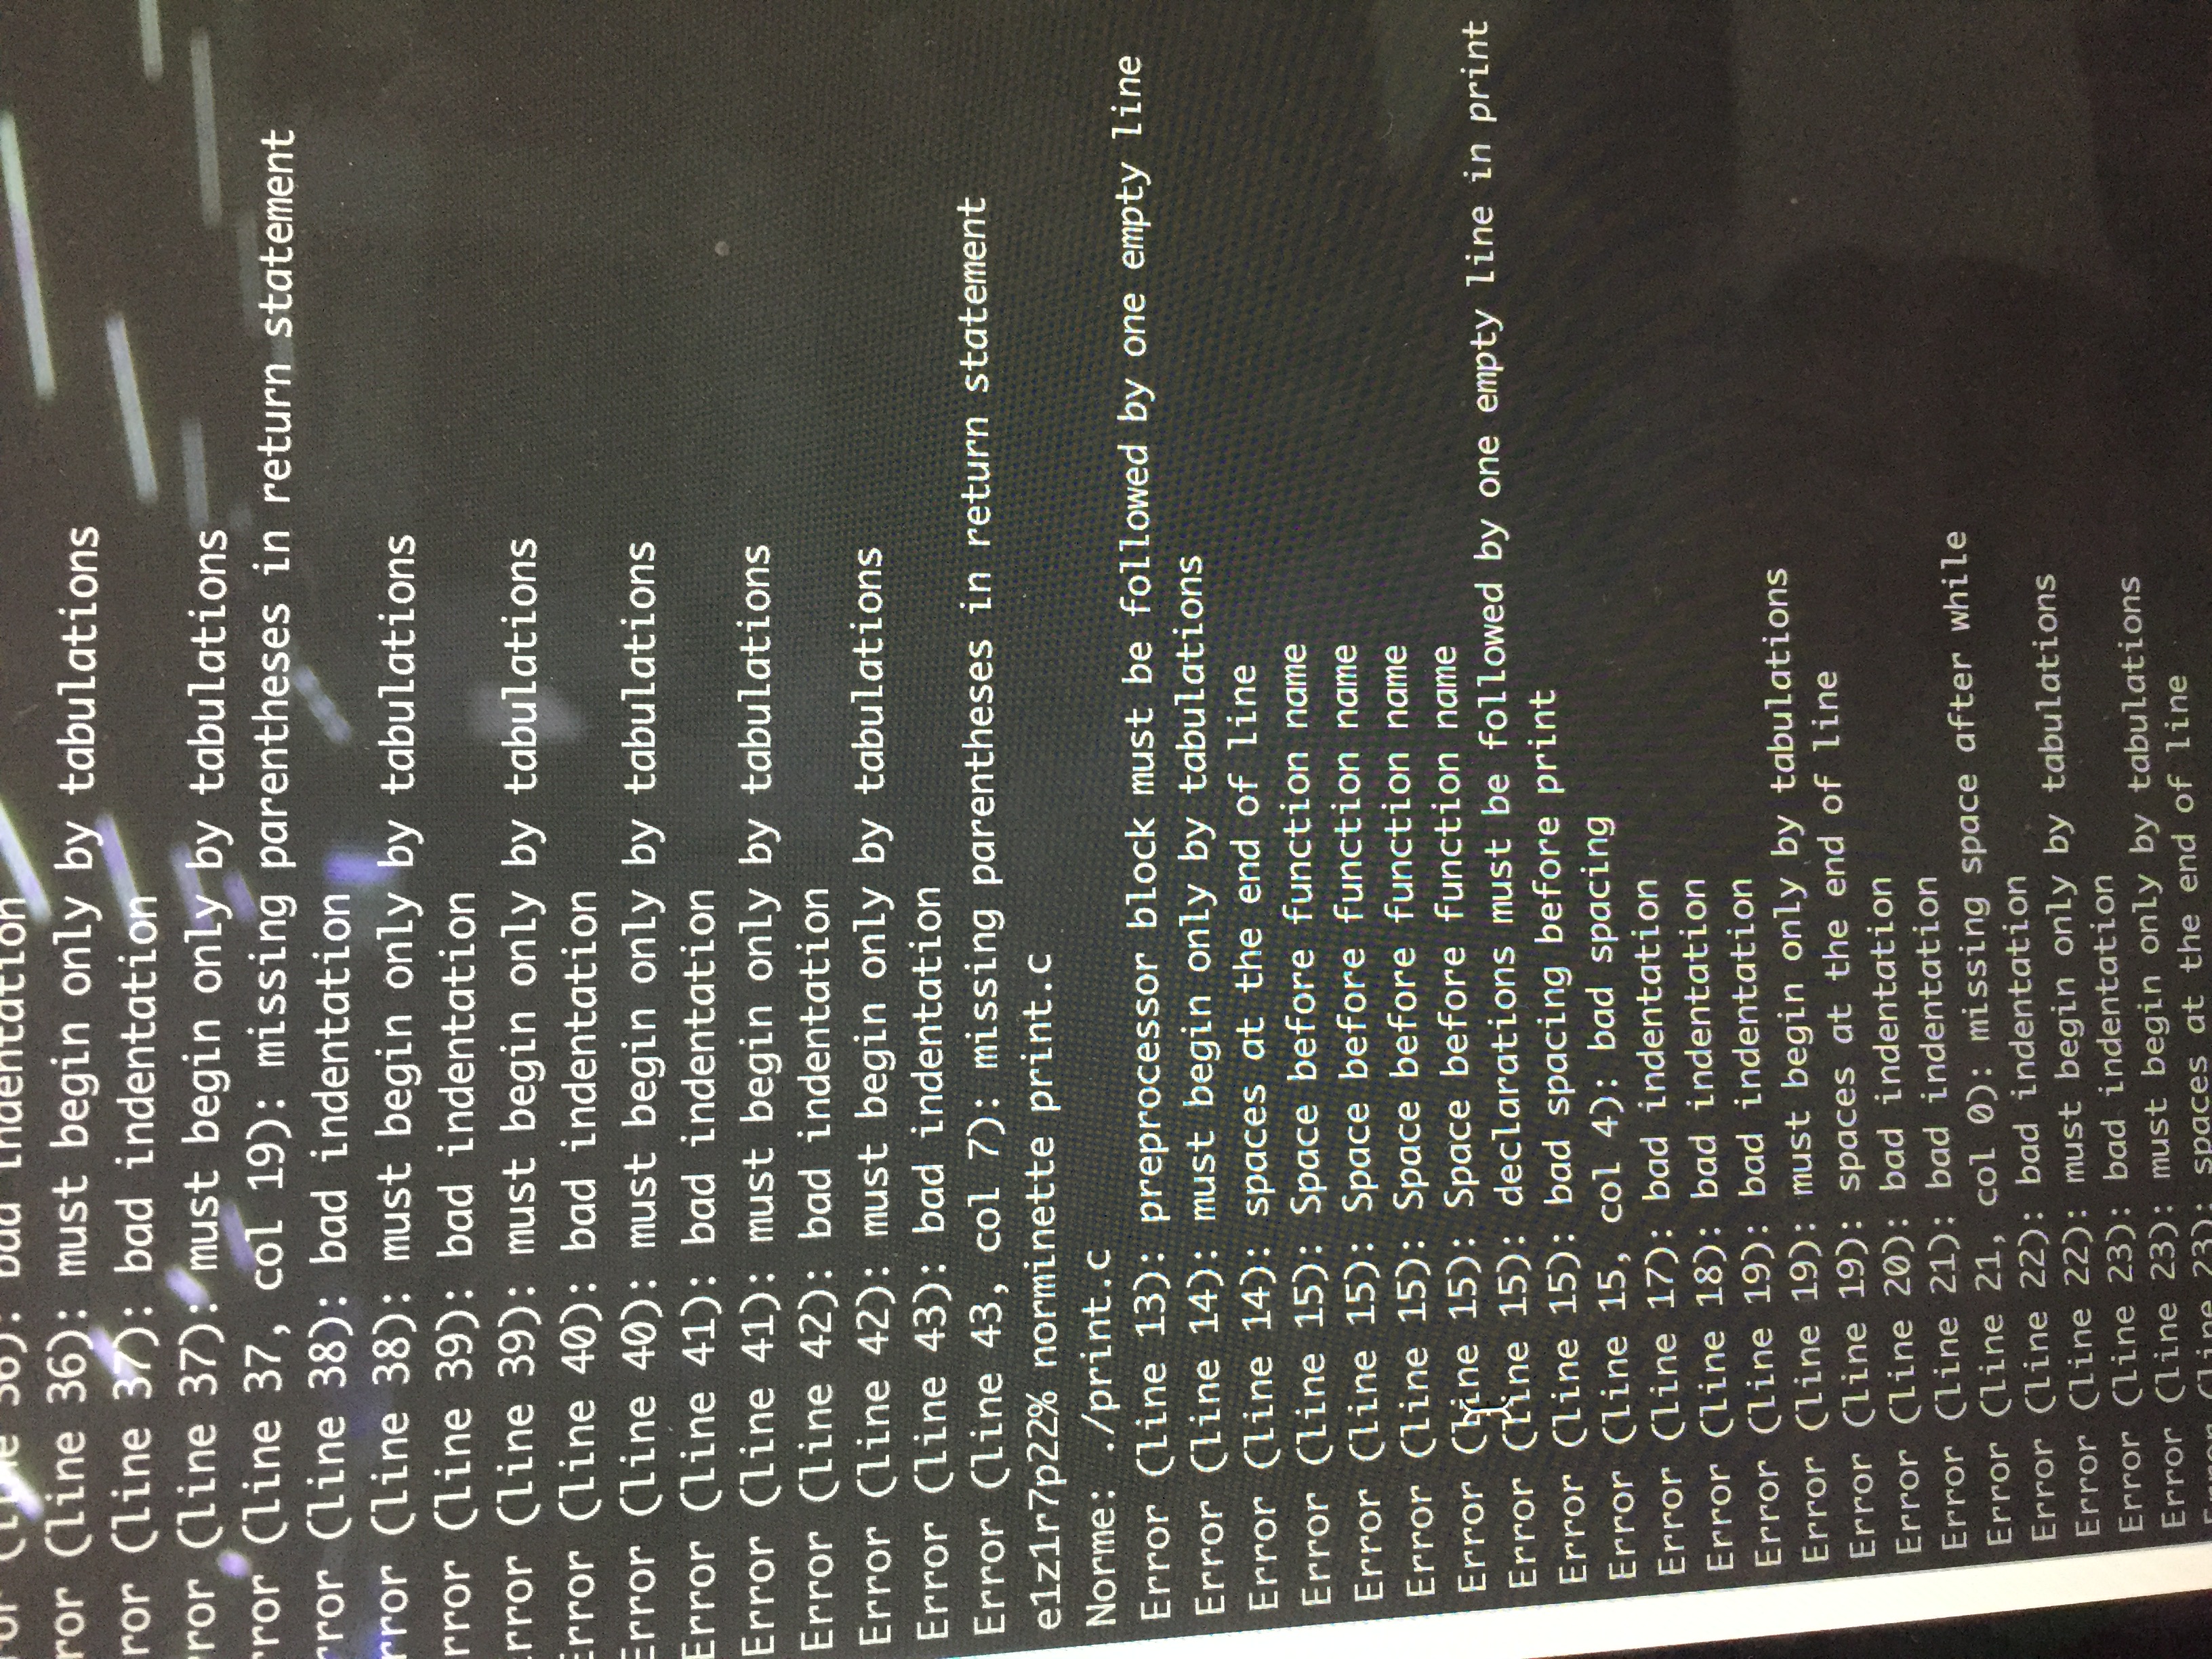 (line 36): bad indentation
ror (line 36): must begin only by tabulations
ror (line 37): bad indentation
ror (line 37): must begin only by tabulations
rror (line 37, col 19): missing parentheses in return statement
rror (line 38): bad indentation
rror (line 38): must begin only by tabulations
rror (line 39): bad indentation
rror (line 39): must begin only by tabulations
Error (line 40): bad indentation
Error (line 40): must begin only by tabulations
Error (line 41): bad indentation
Error (line 41): must begin only by tabulations
Error (line 42): bad indentation
Error (line 42): must begin only by tabulations
Error (line 43): bad indentation
Error (line 43, col 7): missing parentheses in return statement
e1z1r7p22% norminette print.c
Norme: ./print.c
Error (line 13): preprocessor block must be followed by one empty line
Error (line 14): must begin only by tabulations
Error (line 14): spaces at the end of line
Error (line 15): Space before function name
Error (line 15): Space before function name
Error (line 15): Space before function name
Error (line 15): Space before function name
Error (line 15): declarations must be followed by one empty line in print
Error (line 15): bad spacing before print
Error (line 15, col 4): bad spacing
Error (line 17): bad indentation
Error (line 18): bad indentation
Error (line 19): bad indentation
Error (line 19): must begin only by tabulations
Error (line 19): spaces at the end of line
Error (line 20): bad indentation
Error (line 21): bad indentation
Error (line 21, col 0): missing space after while
Error (line 22): bad indentation
Error (line 22): must begin only by tabulations
Error (line 23): bad indentation
Error (line 23): must begin only by tabulations
Error (line 23): spaces at the end of line